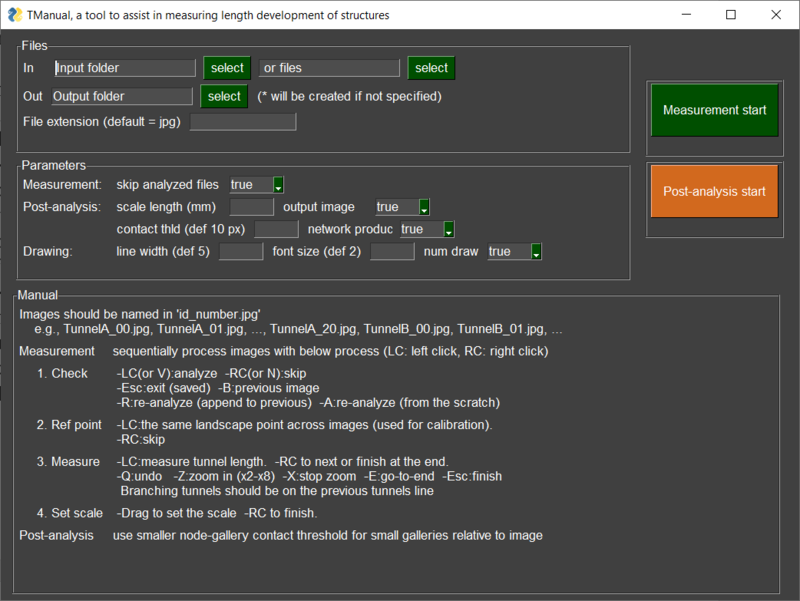 TManual, a tool to assist in measuring length development of structures
Files
In Input folder select or files select
Out Output folder select (* will be created if not specified)
File extension (default = jpg)
Measurement start
Post-analysis start
Parameters
Measurement: skip analyzed files true
Post-analysis: scale length (mm) output image true
contact thld (def 10 px) network produc true
Drawing: line width (def 5) font size (def 2) num draw true
Manual
Images should be named in 'id_number.jpg'
e.g., TunnelA_00.jpg, TunnelA_01.jpg, ..., TunnelA_20.jpg, TunnelB_00.jpg, TunnelB_01.jpg, ...
Measurement sequentially process images with below process (LC: left click, RC: right click)
1. Check -LC(or V):analyze -RC(or N):skip
-Esc:exit (saved) -B:previous image
-R:re-analyze (append to previous) -A:re-analyze (from the scratch)
2. Ref point -LC:the same landscape point across images (used for calibration).
-RC:skip
3. Measure -LC:measure tunnel length. -RC to next or finish at the end.
-Q:undo -Z:zoom in (x2-x8) -X:stop zoom -E:go-to-end -Esc:finish
Branching tunnels should be on the previous tunnels line
4. Set scale -Drag to set the scale -RC to finish.
Post-analysis use smaller node-gallery contact threshold for small galleries relative to image